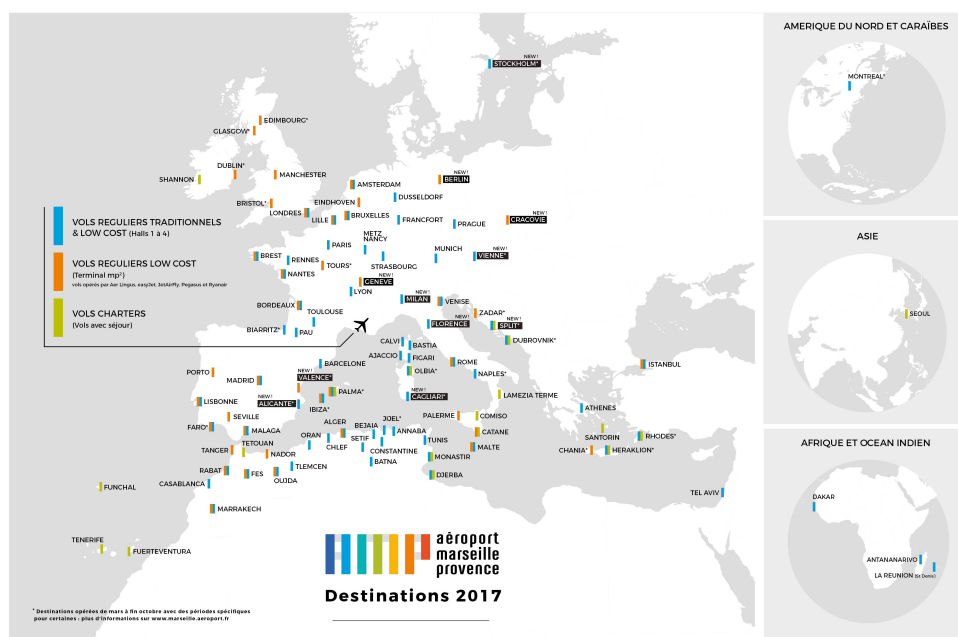 AMERIQUE DU NORD ET CARAÏBES
MONTREAL*
ASIE
SEOUL
AFRIQUE ET OCEAN INDIEN
DAKAR
ANTANANARIVO
LA REUNION (St Denis)
NEW !
STOCKHOLM*
EDIMBOURG*
GLASGOW*
DUBLIN*
SHANNON
MANCHESTER
BRISTOL*
LONDRES
AMSTERDAM
NEW !
BERLIN
EINDHOVEN
DUSSELDORF
LILLE
BRUXELLES
FRANCFORT
PRAGUE
NEW !
CRACOVIE
VOLS REGULIERS TRADITIONNELS
& LOW COST (Halls 1 à 4)
VOLS REGULIERS LOW COST
(Terminal mp²)
vols opérés par Aer Lingus, easyJet, JetAirFly, Pegasus et Ryanair
VOLS CHARTERS
(Vols avec séjour)
PARIS
METZ
NANCY
BREST
RENNES
TOURS*
STRASBOURG
MUNICH
NEW !
VIENNE*
NANTES
NEW !
GENEVE
LYON
NEW !
MILAN
VENISE
BORDEAUX
TOULOUSE
BIARRITZ*
PAU
NEW !
FLORENCE
ZADAR*
NEW !
SPLIT*
DUBROVNIK*
CALVI
BASTIA
AJACCIO
FIGARI
OLBIA*
ROME
NAPLES*
ISTANBUL
BARCELONE
PORTO
MADRID
NEW !
VALENCE*
PALMA*
NEW !
CAGLIARI*
LAMEZIA TERME
LISBONNE
NEW !
ALICANTE*
IBIZA*
ATHENES
SEVILLE
FARO*
MALAGA
ALGER
BEJAIA
JIJEL*
ANNABA
PALERME
COMISO
CATANE
SANTORIN
RHODES*
TETOUAN
TANGER
NADOR
ORAN
CHLEF
SETIF
CONSTANTINE
TUNIS
MALTE
CHANIA*
HERAKLION*
RABAT
FES
OUJDA
TLEMCEN
BATNA
MONASTIR
DJERBA
CASABLANCA
FUNCHAL
MARRAKECH
TEL AVIV
TENERIFE
FUERTEVENTURA
aéroport
marseille
provence
Destinations 2017
* Destinations opérées de mars à fin octobre avec des périodes spécifiques
pour certaines : plus d'informations sur www.marseille.aeroport.fr